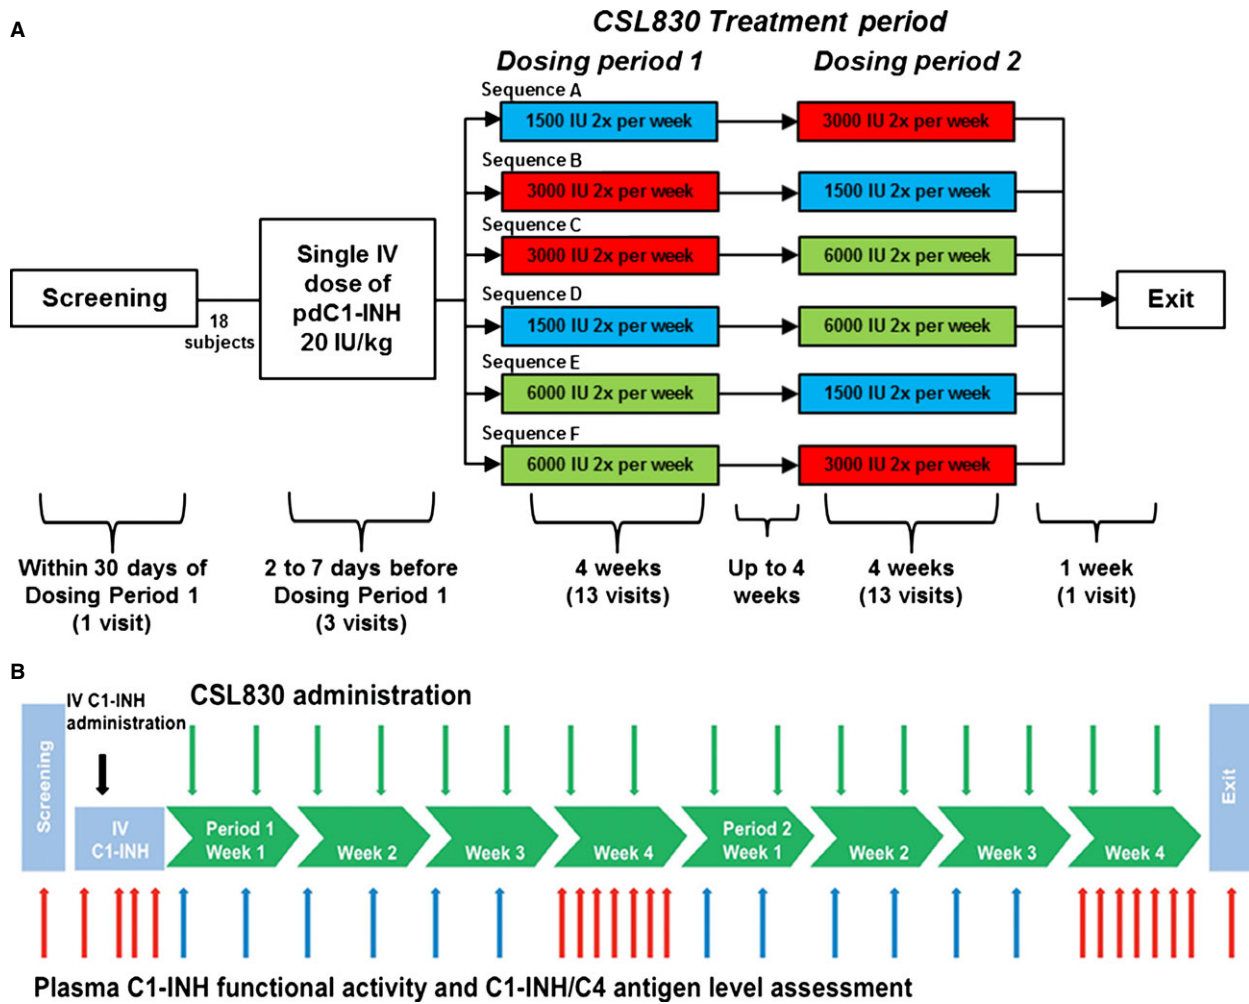 A
CSL830 Treatment period
Dosing period 1
Dosing period 2
Sequence A
1500 IU 2x per week
3000 IU 2x per week
Sequence B
3000 IU 2x per week
1500 IU 2x per week
Sequence C
3000 IU 2x per week
6000 IU 2x per week
Sequence D
1500 IU 2x per week
6000 IU 2x per week
Sequence E
6000 IU 2x per week
1500 IU 2x per week
Sequence F
6000 IU 2x per week
3000 IU 2x per week
Screening
18
subjects
Single IV
dose of
pdC1-INH
20 IU/kg
Exit
Within 30 days of
Dosing Period 1
(1 visit)
2 to 7 days before
Dosing Period 1
(3 visits)
4 weeks
(13 visits)
Up to 4
weeks
4 weeks
(13 visits)
1 week
(1 visit)
B
IV C1-INH
administration
CSL830 administration
Screening
IV
C1-INH
Period 1
Week 1
Week 2
Week 3
Week 4
Period 2
Week 1
Week 2
Week 3
Week 4
Exit
Plasma C1-INH functional activity and C1-INH/C4 antigen level assessment